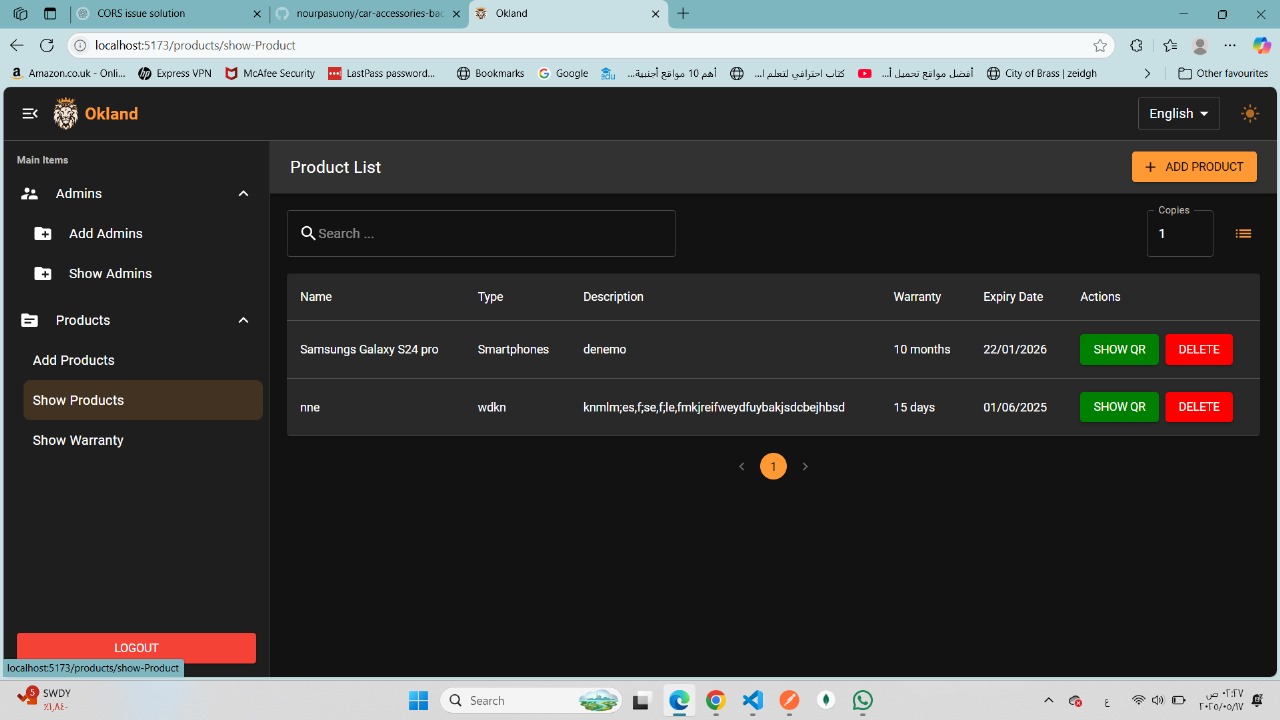 CORS issue solution
nourpasuony/car-accessories-bac
Okland
localhost:5173/products/show-Product
Amazon.co.uk - Onli...
Express VPN
McAfee Security
LastPass password...
Bookmarks
Google
أهم 10 مواقع أجنبية...
كتاب احترافي لتعلم ا...
أفضل مواقع تحميل أ...
City of Brass | zeidgh
Other favourites
Okland
English
Main Items
Admins
Add Admins
Show Admins
Products
Add Products
Show Products
Show Warranty
LOGOUT
localhost:5173/products/show-Product
Product List
+ ADD PRODUCT
Search ...
Copies
1
Name Type Description Warranty Expiry Date Actions
Samsungs Galaxy S24 pro Smartphones denemo 10 months 22/01/2026 SHOW QR DELETE
nne wdkn knmlm;es,f;se,f;le,fmkjreifweydfuybakjsdcbejhbsd 15 days 01/06/2025 SHOW QR DELETE
1
5
SWDY
Search